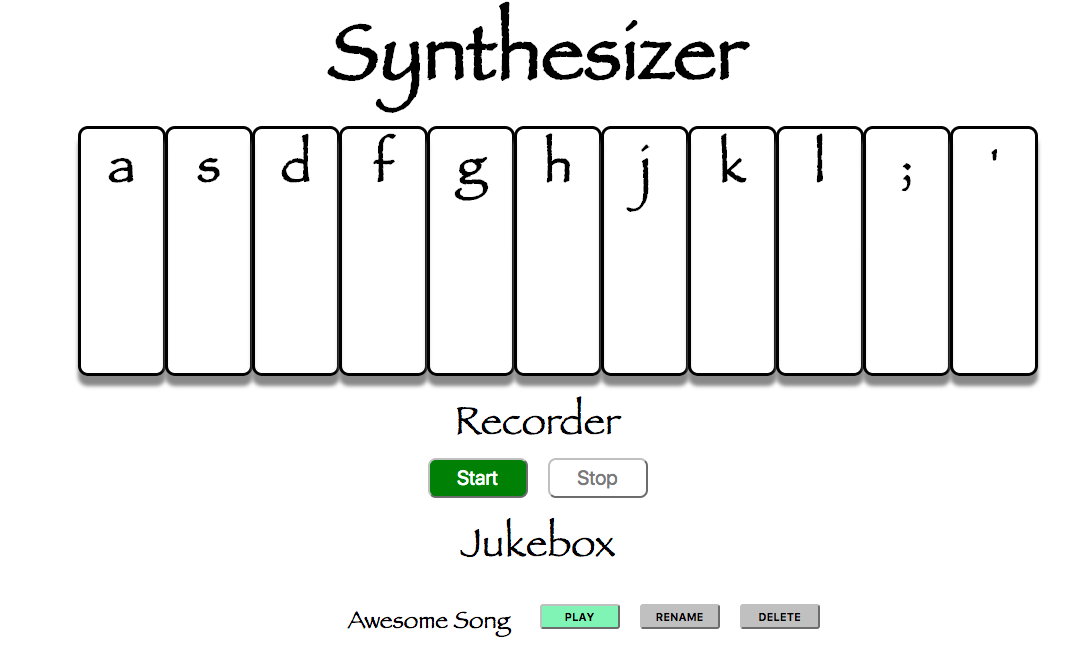 Synthesizer
a s d f g h j k l ; '
Recorder
Start Stop
Jukebox
Awesome Song PLAY RENAME DELETE